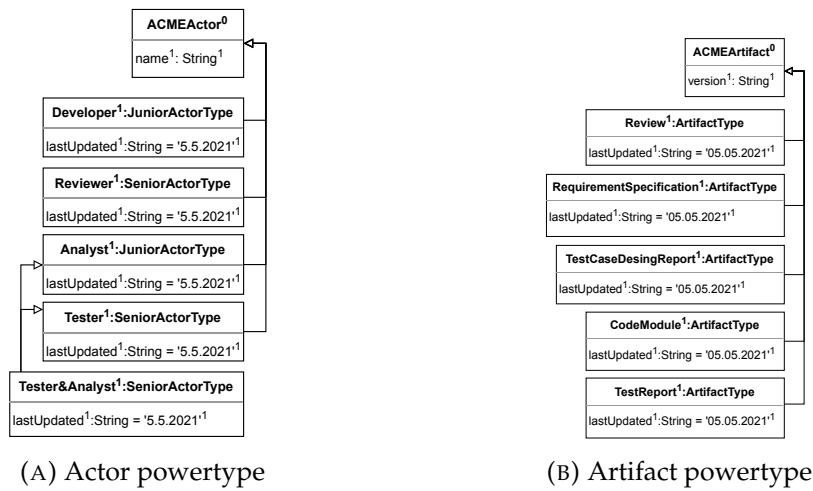 ACMEActor⁰
name¹: String¹
Developer¹:JuniorActorType
lastUpdated¹:String = '5.5.2021'¹
Reviewer¹:SeniorActorType
lastUpdated¹:String = '5.5.2021'¹
Analyst¹:JuniorActorType
lastUpdated¹:String = '5.5.2021'¹
Tester¹:SeniorActorType
lastUpdated¹:String = '5.5.2021'¹
Tester&Analyst¹:SeniorActorType
lastUpdated¹:String = '5.5.2021'¹
(A) Actor powertype
ACMEArtifact⁰
version¹: String¹
Review¹:ArtifactType
lastUpdated¹:String = '05.05.2021'¹
RequirementSpecification¹:ArtifactType
lastUpdated¹:String = '05.05.2021'¹
TestCaseDesingReport¹:ArtifactType
lastUpdated¹:String = '05.05.2021'¹
CodeModule¹:ArtifactType
lastUpdated¹:String = '05.05.2021'¹
TestReport¹:ArtifactType
lastUpdated¹:String = '05.05.2021'¹
(B) Artifact powertype